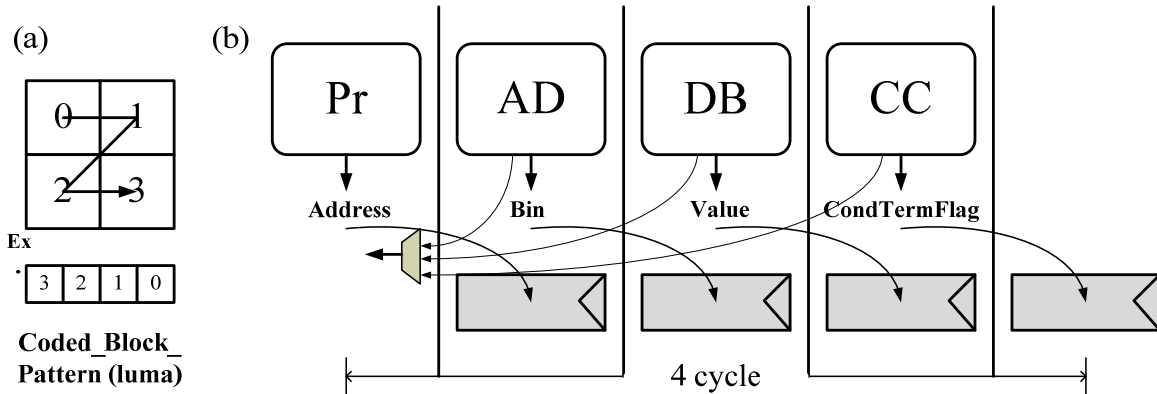 (a)
0 1
2 3
Ex
.
3 2 1 0
Coded_Block_
Pattern (luma)
(b)
Pr AD DB CC
Address Bin Value CondTermFlag
4 cycle